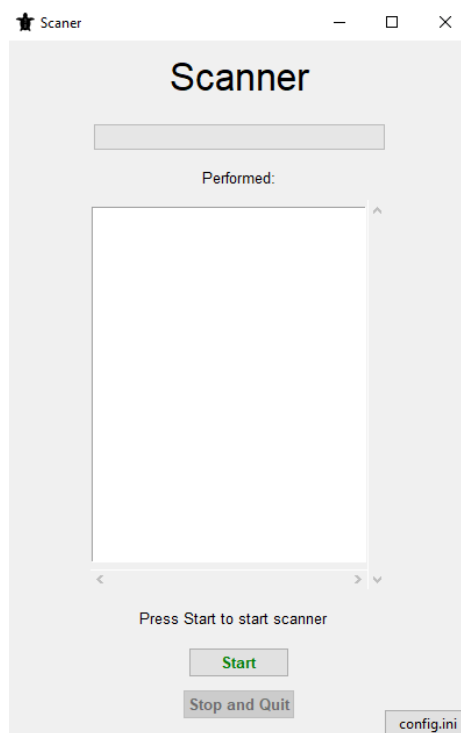 Scaner
Scanner
Performed:
Press Start to start scanner
Start
Stop and Quit
config.ini